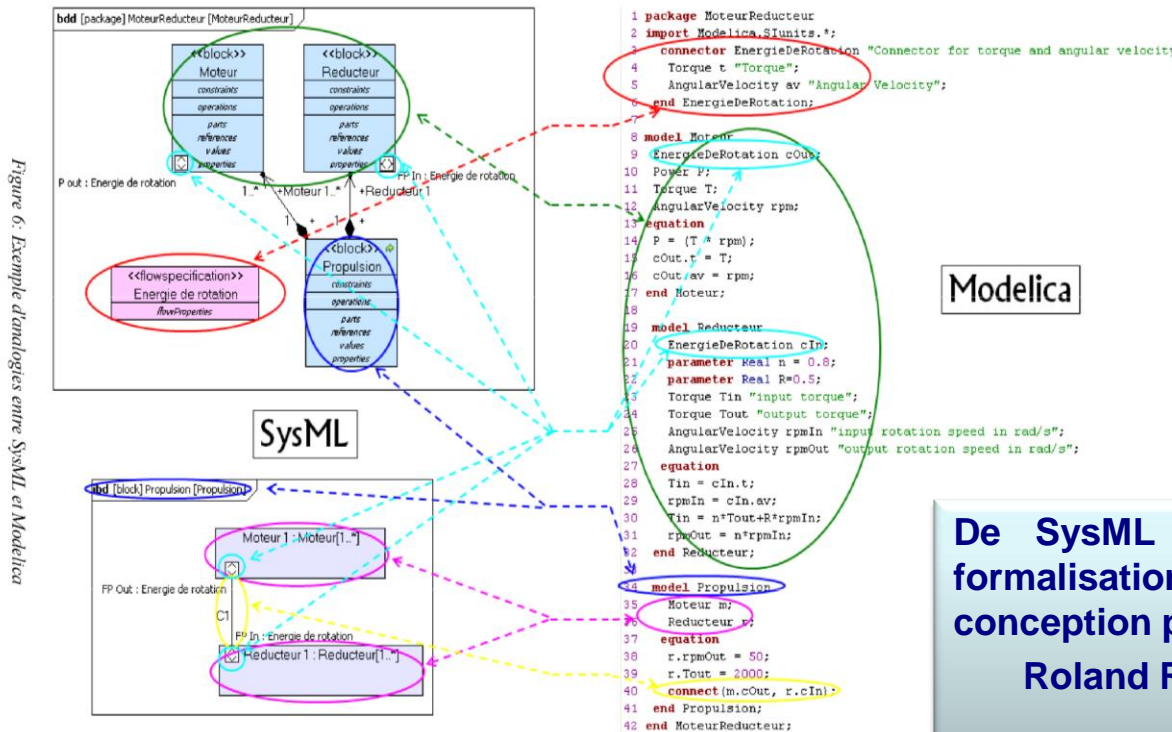 bdd [package] MoteurReducteur [MoteurReducteur]
<<block>>
Moteur
constraints
operations
parts
references
values
properties
<<block>>
Reducteur
constraints
operations
parts
references
values
properties
P out : Energie de rotation
FP In : Energie de rotation
1..*
+Moteur 1..*
+Reducteur 1
1
+
1
+
<<block>>
Propulsion
constraints
operations
parts
references
values
properties
<<flowspecification>>
Energie de rotation
flowProperties
SysML
ibd [block] Propulsion [Propulsion]
Moteur 1 : Moteur[1..*]
FP Out : Energie de rotation
C1
FP In : Energie de rotation
Reducteur 1 : Reducteur[1..*]
Figure 6: Exemple d'analogies entre SysML et Modelica
1 package MoteurReducteur
2 import Modelica.SIunits.*;
3 connector EnergieDeRotation "Connector for torque and angular velocity
4 Torque t "Torque";
5 AngularVelocity av "Angular Velocity";
6 end EnergieDeRotation;
7
8 model Moteur
9 EnergieDeRotation cOut;
10 Power P;
11 Torque T;
12 AngularVelocity rpm;
13 equation
14 P = (T * rpm);
15 cOut.t = T;
16 cOut.av = rpm;
17 end Moteur;
18
19 model Reducteur
20 EnergieDeRotation cIn;
21 parameter Real n = 0.8;
22 parameter Real R=0.5;
23 Torque Tin "input torque";
24 Torque Tout "output torque";
25 AngularVelocity rpmIn "input rotation speed in rad/s";
26 AngularVelocity rpmOut "output rotation speed in rad/s";
27 equation
28 Tin = cIn.t;
29 rpmIn = cIn.av;
30 Tin = n*Tout+R*rpmIn;
31 rpmOut = n*rpmIn;
32 end Reducteur;
33
34 model Propulsion
35 Moteur m;
36 Reducteur r;
37 equation
38 r.rpmOut = 50;
39 r.Tout = 2000;
40 connect(m.cOut, r.cIn);
41 end Propulsion;
42 end MoteurReducteur;
Modelica
De SysML
formalisation
conception p
Roland R